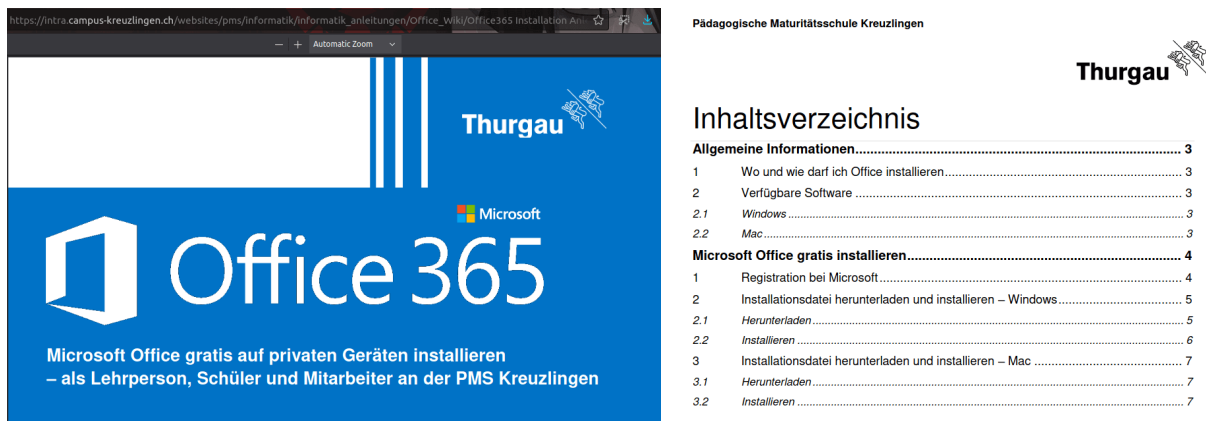 https://intra.campus-kreuzlingen.ch/websites/pms/informatik/informatik_anleitungen/Office_Wiki/Office365 Installation Anl
− + Automatic Zoom
Thurgau
Microsoft
Office 365
Microsoft Office gratis auf privaten Geräten installieren
– als Lehrperson, Schüler und Mitarbeiter an der PMS Kreuzlingen
Pädagogische Maturitätsschule Kreuzlingen
Thurgau
Inhaltsverzeichnis
Allgemeine Informationen 3
1 Wo und wie darf ich Office installieren 3
2 Verfügbare Software 3
2.1 Windows 3
2.2 Mac 3
Microsoft Office gratis installieren 4
1 Registration bei Microsoft 4
2 Installationsdatei herunterladen und installieren – Windows 5
2.1 Herunterladen 5
2.2 Installieren 6
3 Installationsdatei herunterladen und installieren – Mac 7
3.1 Herunterladen 7
3.2 Installieren 7